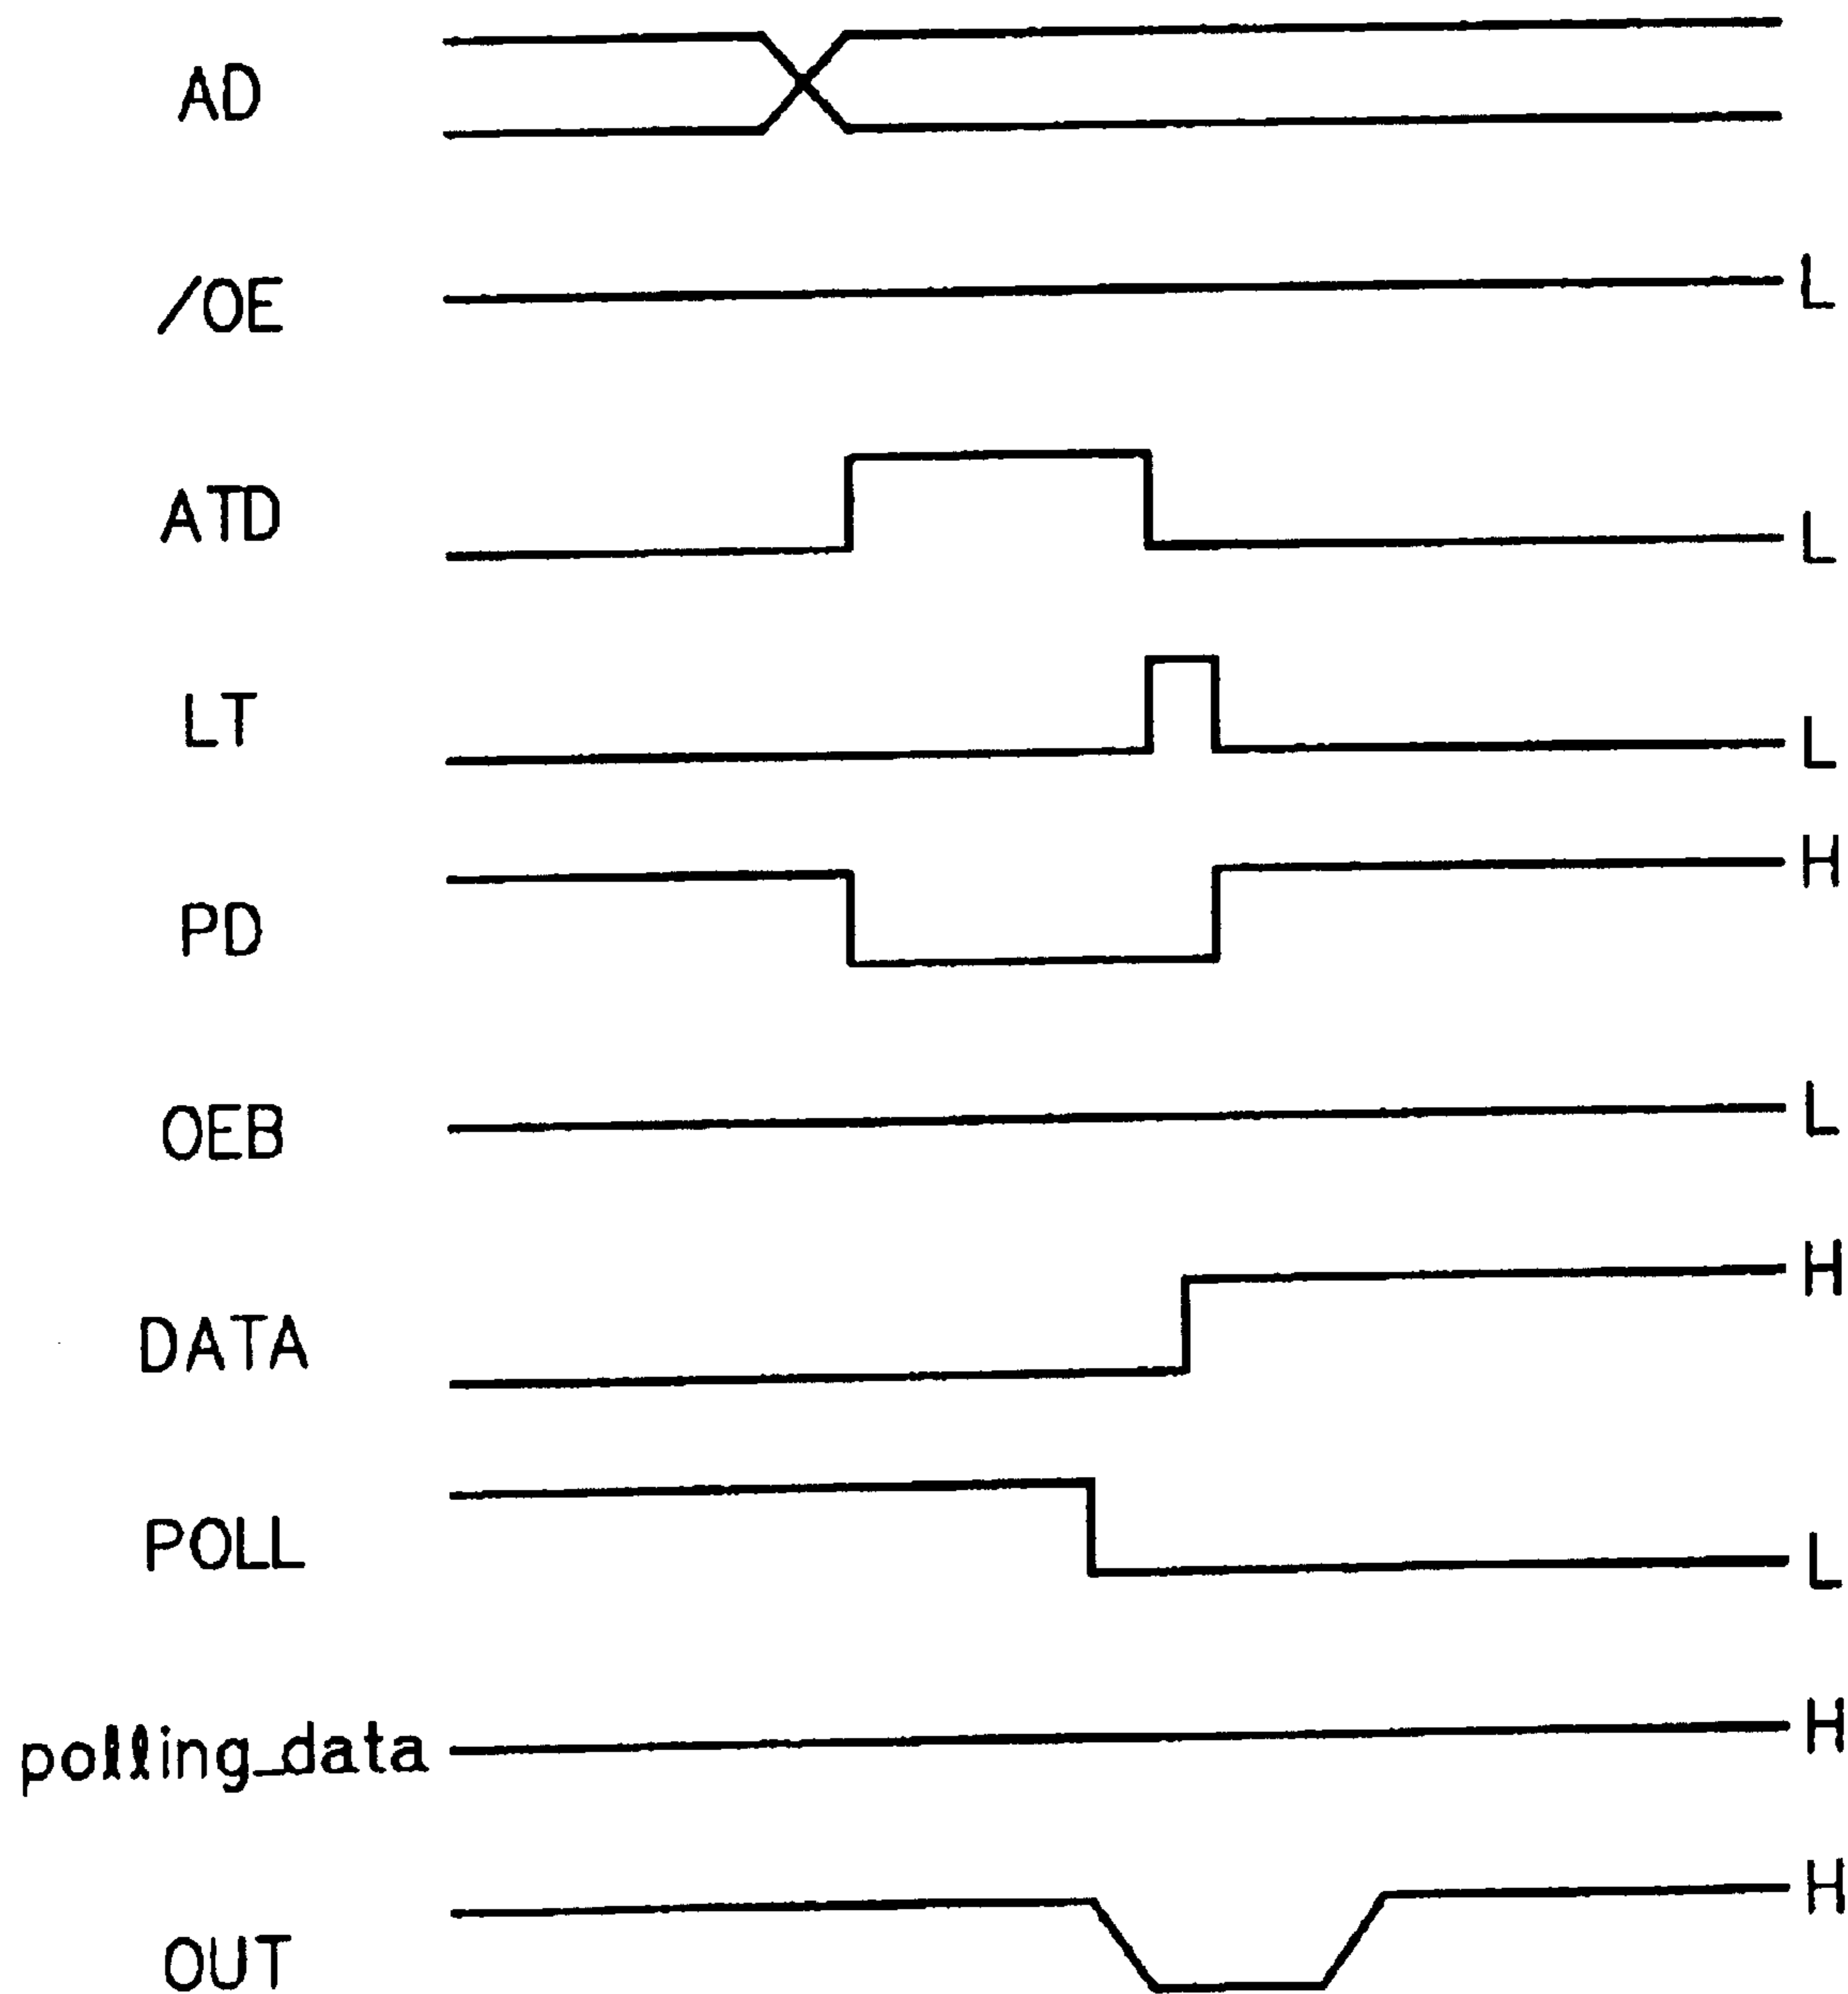 AD
/OE L
ATD L
LT L
PD H
OEB L
DATA H
POLL L
polling_data H
OUT H